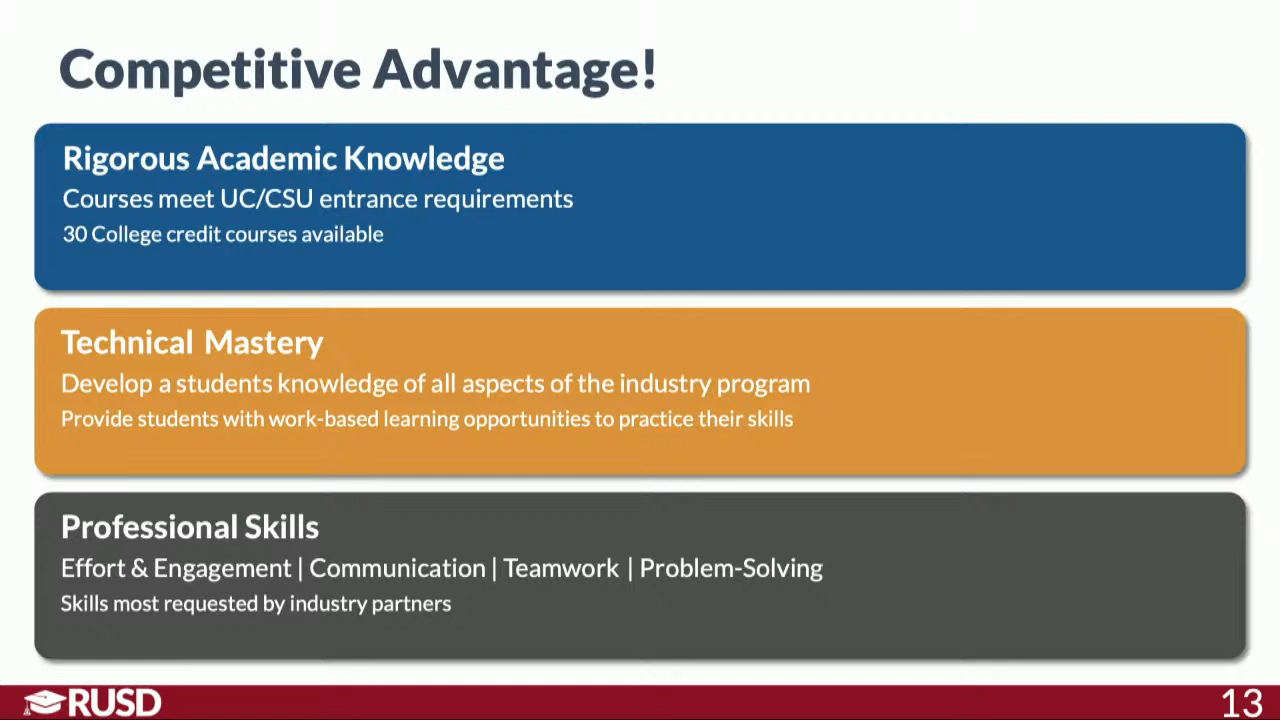 Competitive Advantage!
Rigorous Academic Knowledge
Courses meet UC/CSU entrance requirements
30 College credit courses available
Technical Mastery
Develop a students knowledge of all aspects of the industry program
Provide students with work-based learning opportunities to practice their skills
Professional Skills
Effort & Engagement | Communication | Teamwork | Problem-Solving
Skills most requested by industry partners
RUSD
13